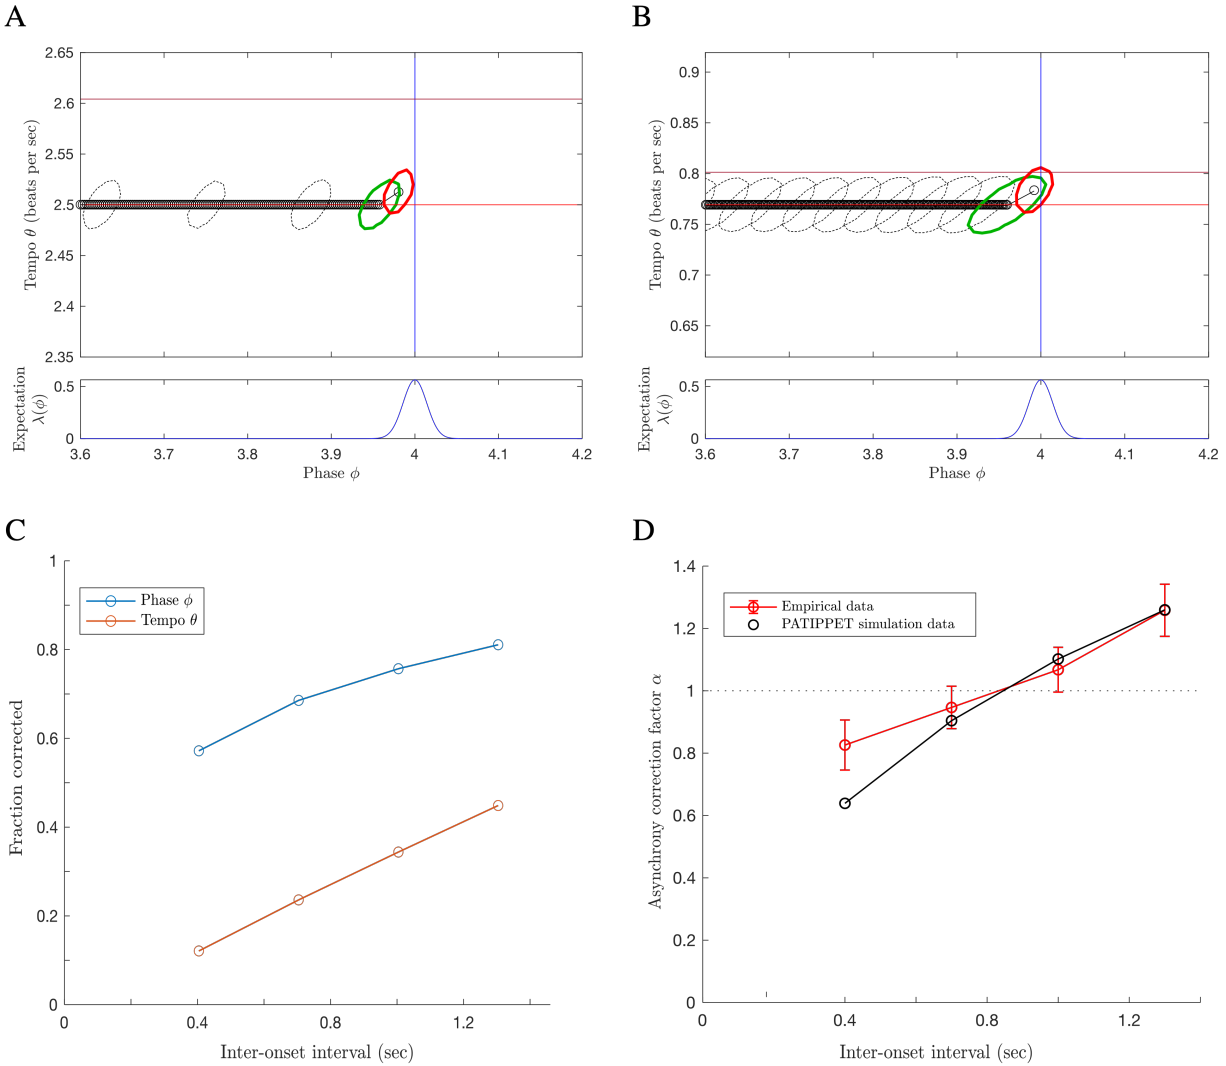 A
2.65
2.6
2.55
2.5
2.45
2.4
2.35
Tempo θ (beats per sec)
0.5
0
Expectation
λ(ϕ)
3.6
3.7
3.8
3.9
4
4.1
4.2
Phase ϕ
B
0.9
0.85
0.8
0.75
0.7
0.65
Tempo θ (beats per sec)
0.5
0
Expectation
λ(ϕ)
3.6
3.7
3.8
3.9
4
4.1
4.2
Phase ϕ
C
1
0.8
0.6
0.4
0.2
0
Fraction corrected
Phase ϕ
Tempo θ
0
0.4
0.8
1.2
Inter-onset interval (sec)
D
1.4
1.2
1
0.8
0.6
0.4
0.2
0
Asynchrony correction factor α
Empirical data
PATIPPET simulation data
0
0.4
0.8
1.2
Inter-onset interval (sec)